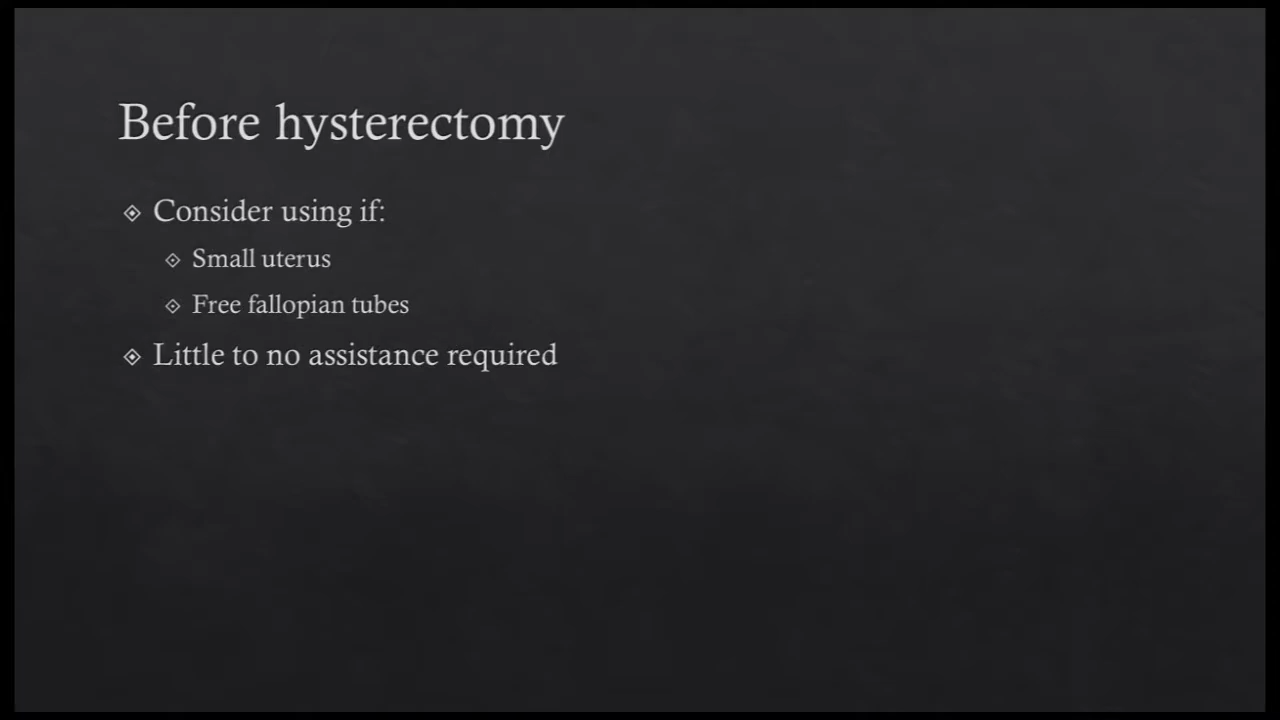 Before hysterectomy
Consider using if:
Small uterus
Free fallopian tubes
Little to no assistance required